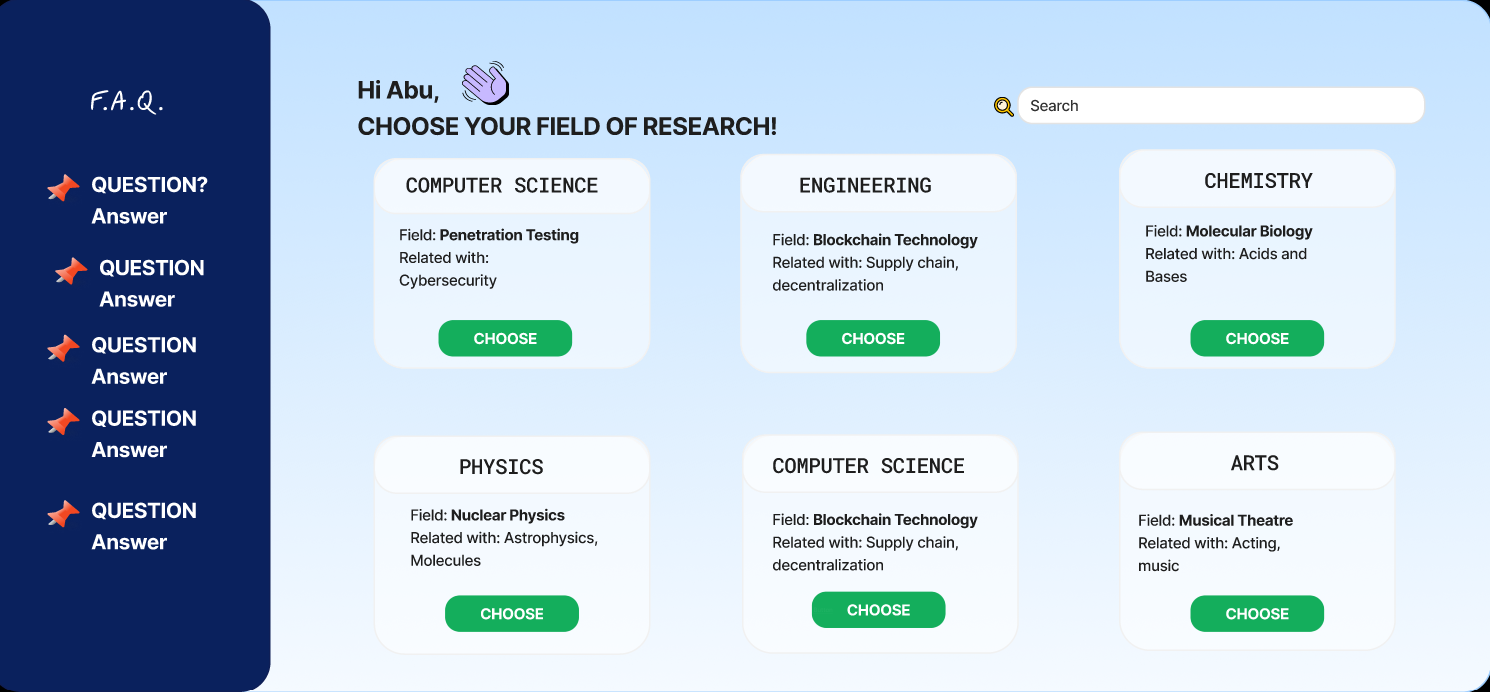 F.A.Q.
QUESTION?
Answer
QUESTION
Answer
QUESTION
Answer
QUESTION
Answer
QUESTION
Answer
Hi Abu,
CHOOSE YOUR FIELD OF RESEARCH!
Search
COMPUTER SCIENCE
Field: Penetration Testing
Related with:
Cybersecurity
CHOOSE
ENGINEERING
Field: Blockchain Technology
Related with: Supply chain,
decentralization
CHOOSE
CHEMISTRY
Field: Molecular Biology
Related with: Acids and
Bases
CHOOSE
PHYSICS
Field: Nuclear Physics
Related with: Astrophysics,
Molecules
CHOOSE
COMPUTER SCIENCE
Field: Blockchain Technology
Related with: Supply chain,
decentralization
CHOOSE
ARTS
Field: Musical Theatre
Related with: Acting,
music
CHOOSE